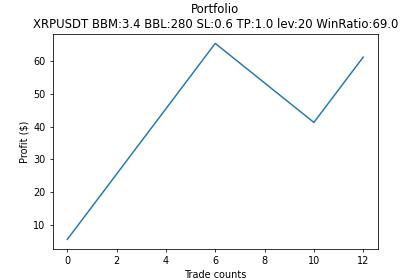 Portfolio
XRPUSDT BBM:3.4 BBL:280 SL:0.6 TP:1.0 lev:20 WinRatio:69.0
Profit ($)
60
50
40
30
20
10
0 2 4 6 8 10 12
Trade counts